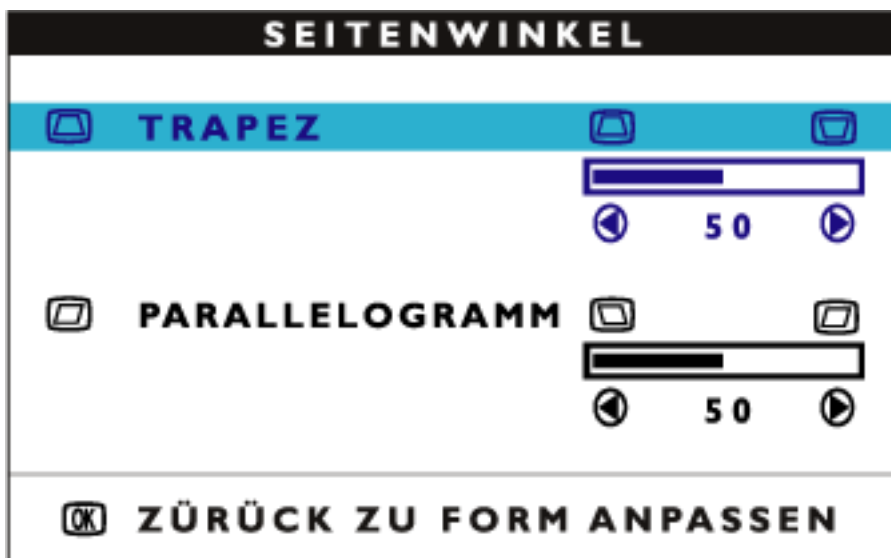 SEITENWINKEL
TRAPEZ
50
PARALLELOGRAMM
50
OK ZÜRÜCK ZU FORM ANPASSEN